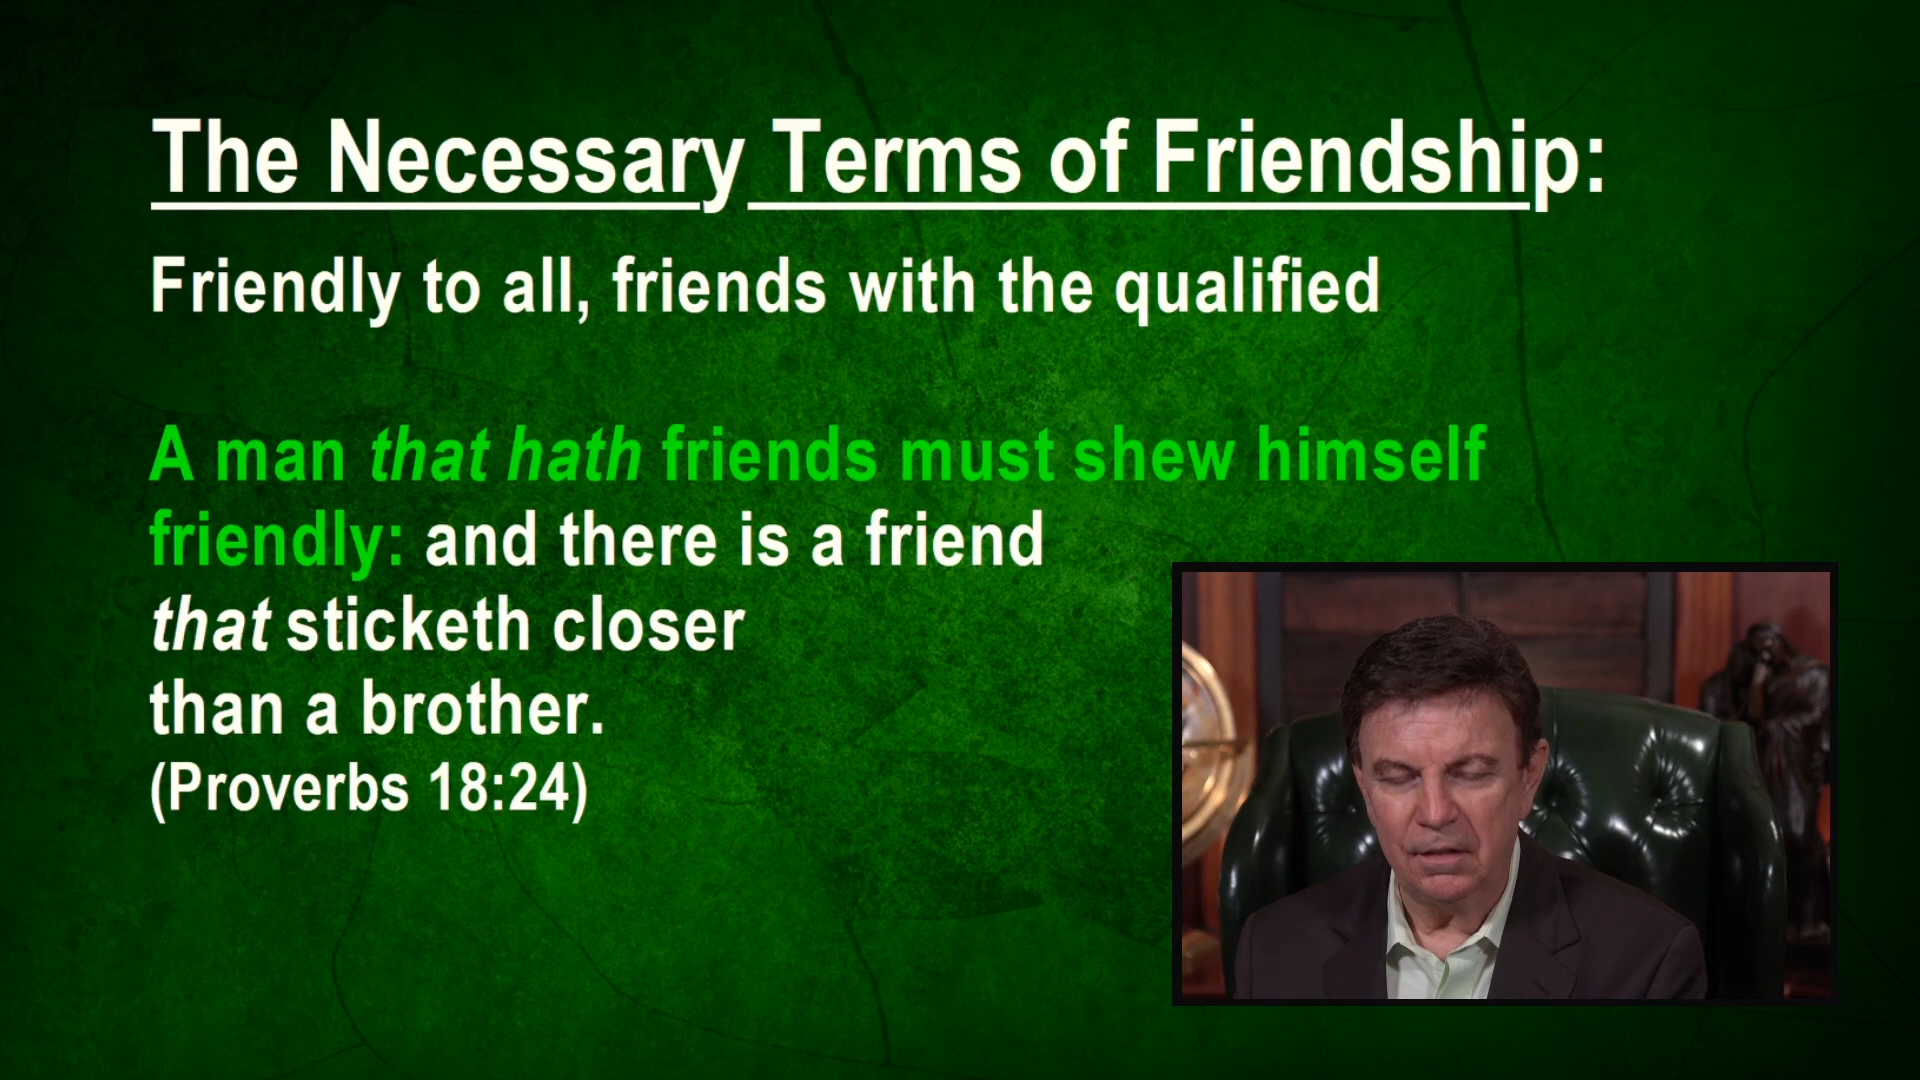 The Necessary Terms of Friendship:
Friendly to all, friends with the qualified
A man that hath friends must shew himself
friendly: and there is a friend
that sticketh closer
than a brother.
(Proverbs 18:24)